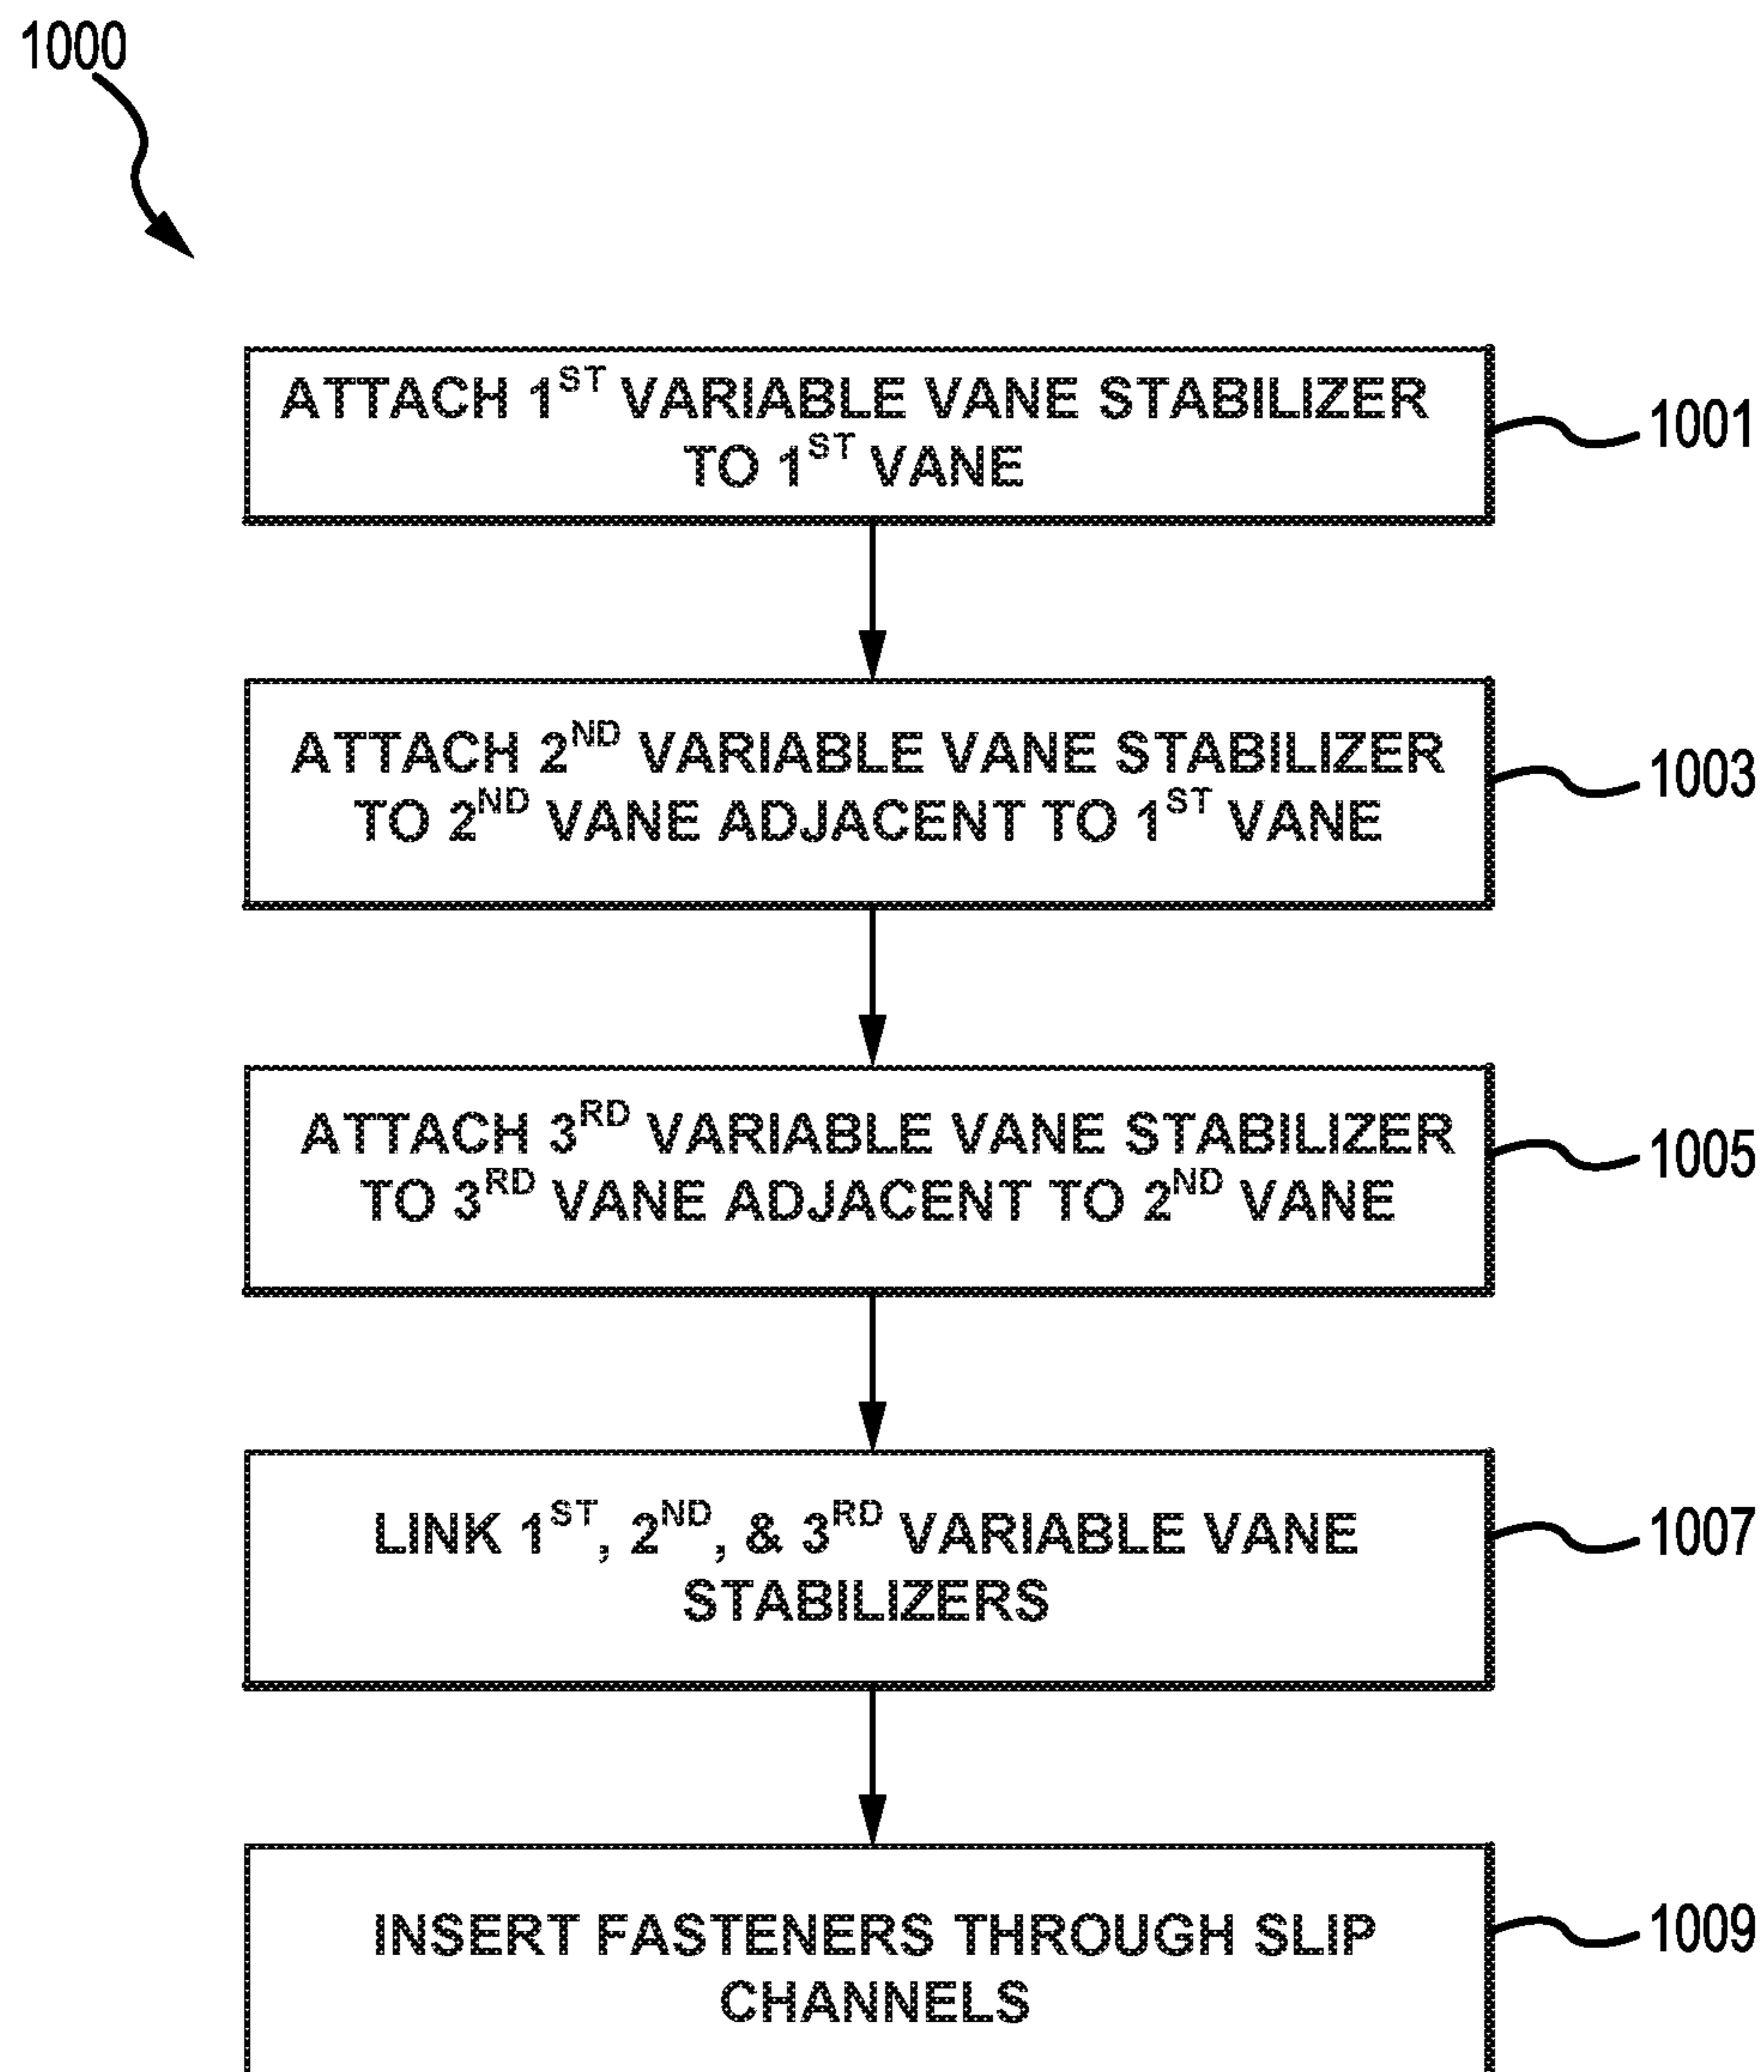 1000
ATTACH 1ST VARIABLE VANE STABILIZER
TO 1ST VANE
1001
ATTACH 2ND VARIABLE VANE STABILIZER
TO 2ND VANE ADJACENT TO 1ST VANE
1003
ATTACH 3RD VARIABLE VANE STABILIZER
TO 3RD VANE ADJACENT TO 2ND VANE
1005
LINK 1ST, 2ND, & 3RD VARIABLE VANE
STABILIZERS
1007
INSERT FASTENERS THROUGH SLIP
CHANNELS
1009